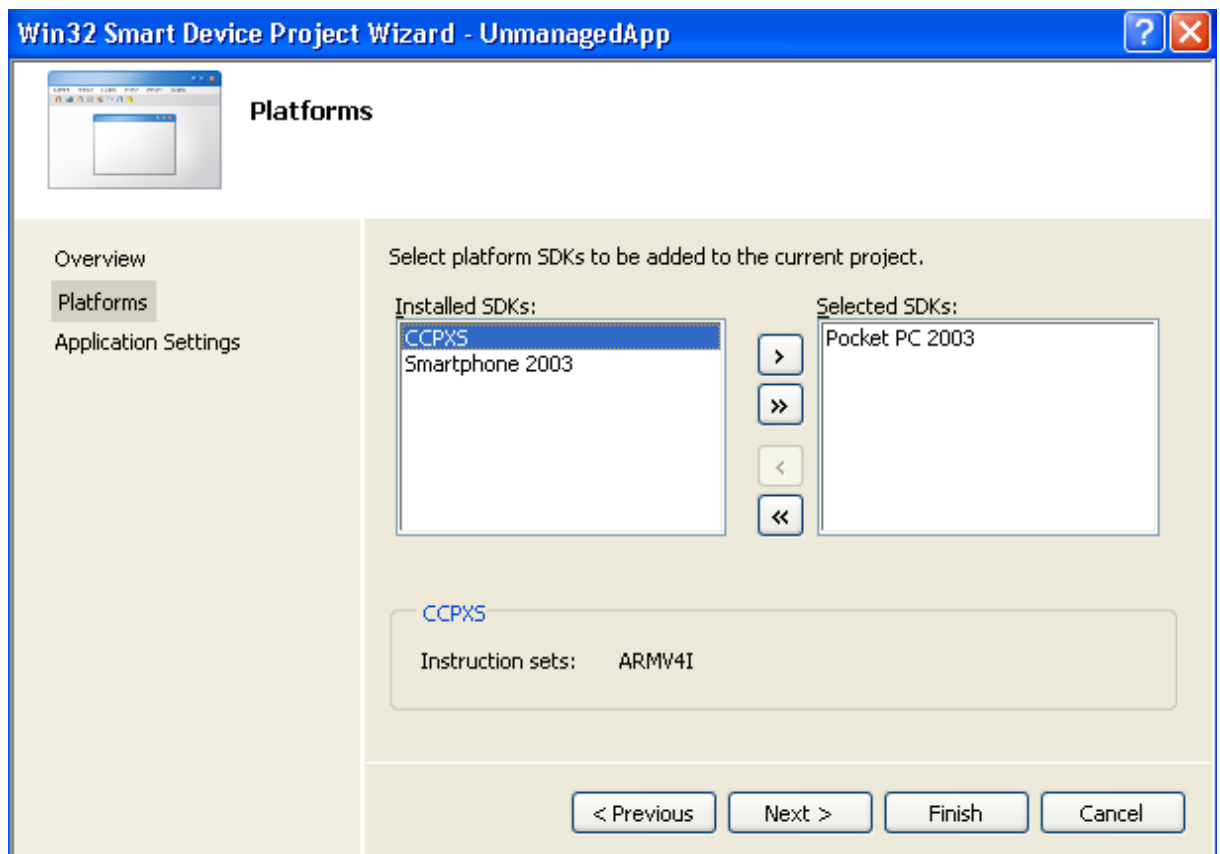 Win32 Smart Device Project Wizard - UnmanagedApp
Platforms
Overview
Platforms
Application Settings
Select platform SDKs to be added to the current project.
Installed SDKs:
CCPXS
Smartphone 2003
>
>>
<
<<
Selected SDKs:
Pocket PC 2003
CCPXS
Instruction sets: ARMV4I
< Previous Next > Finish Cancel